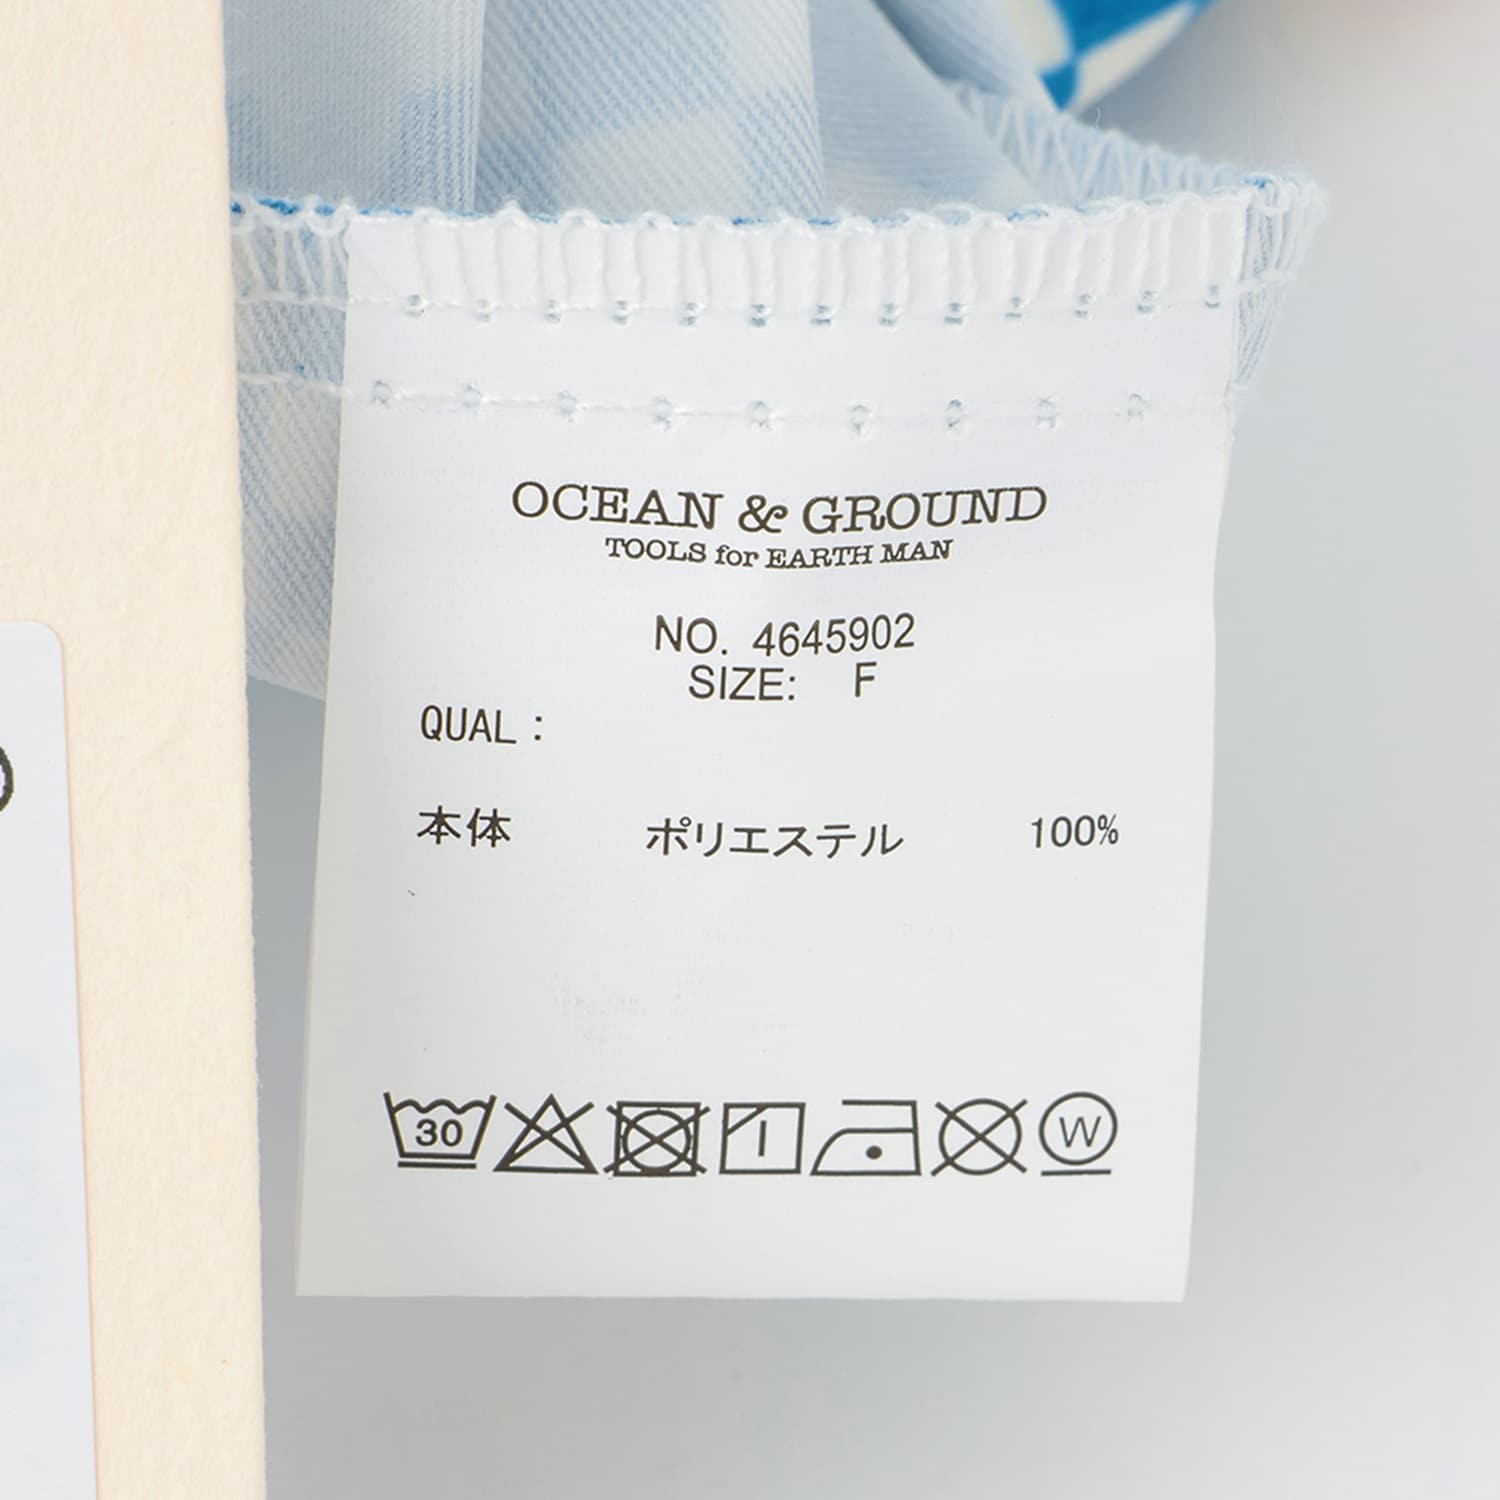 OCEAN & GROUND
TOOLS for EARTH MAN
NO. 4645902
SIZE: F
QUAL :
本体 ポリエステル 100%
30 W